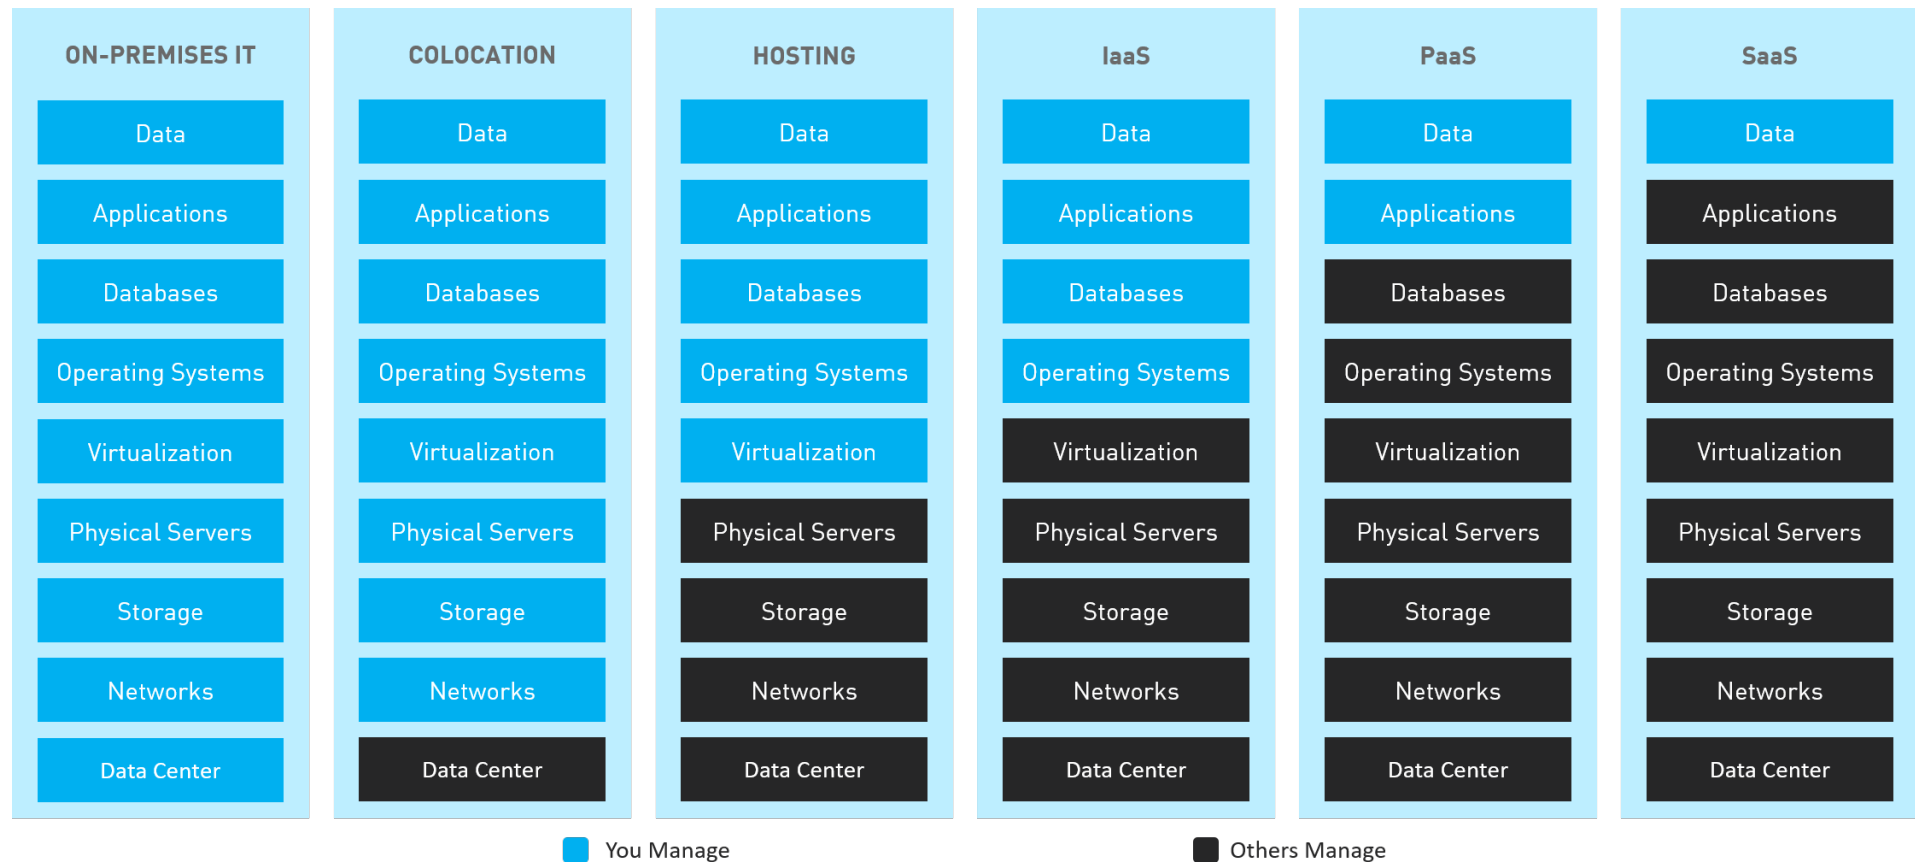 ON-PREMISES IT
Data
Applications
Databases
Operating Systems
Virtualization
Physical Servers
Storage
Networks
Data Center
COLOCATION
Data
Applications
Databases
Operating Systems
Virtualization
Physical Servers
Storage
Networks
Data Center
HOSTING
Data
Applications
Databases
Operating Systems
Virtualization
Physical Servers
Storage
Networks
Data Center
IaaS
Data
Applications
Databases
Operating Systems
Virtualization
Physical Servers
Storage
Networks
Data Center
PaaS
Data
Applications
Databases
Operating Systems
Virtualization
Physical Servers
Storage
Networks
Data Center
SaaS
Data
Applications
Databases
Operating Systems
Virtualization
Physical Servers
Storage
Networks
Data Center
You Manage
Others Manage